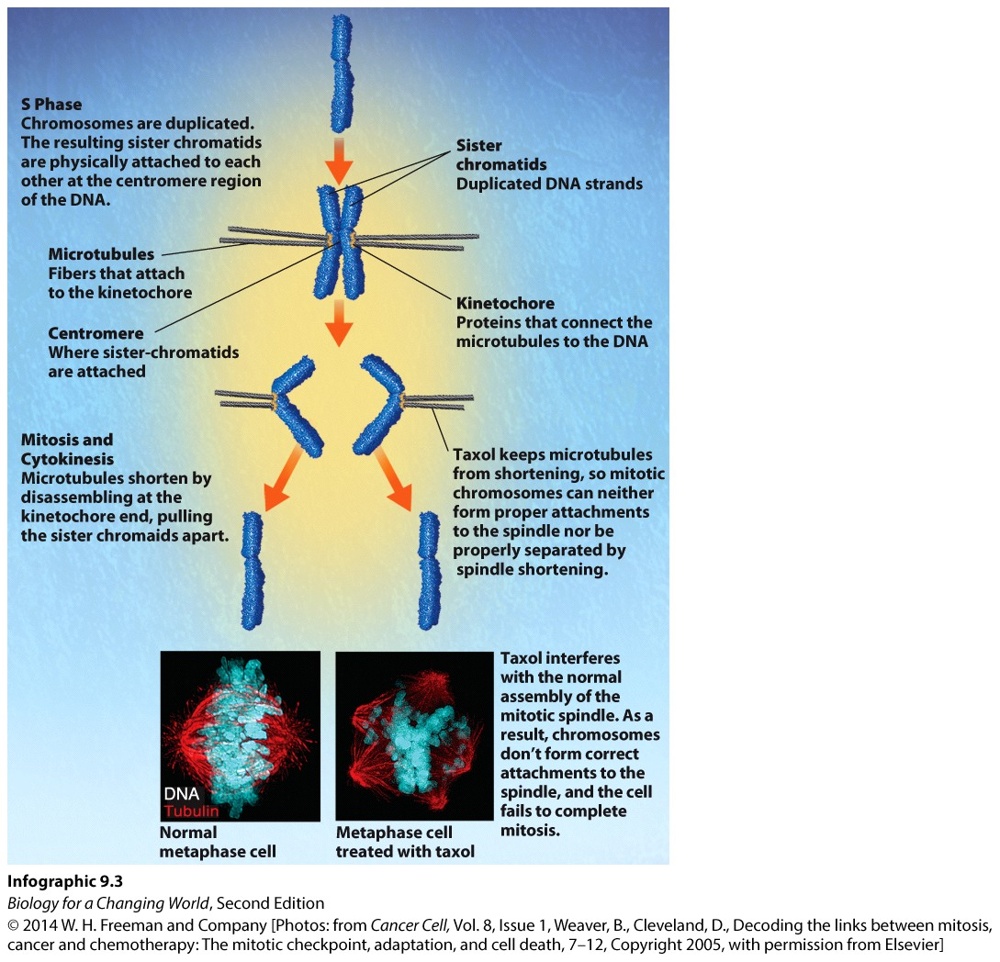 S Phase
Chromosomes are duplicated.
The resulting sister chromatids
are physically attached to each
other at the centromere region
of the DNA.
Sister
chromatids
Duplicated DNA strands
Microtubules
Fibers that attach
to the kinetochore
Kinetochore
Proteins that connect the
microtubules to the DNA
Centromere
Where sister-chromatids
are attached
Mitosis and
Cytokinesis
Microtubules shorten by
disassembling at the
kinetochore end, pulling
the sister chromaids apart.
Taxol keeps microtubules
from shortening, so mitotic
chromosomes can neither
form proper attachments
to the spindle nor be
properly separated by
spindle shortening.
DNA
Tubulin
Normal
metaphase cell
Metaphase cell
treated with taxol
Taxol interferes
with the normal
assembly of the
mitotic spindle. As a
result, chromosomes
don’t form correct
attachments to the
spindle, and the cell
fails to complete
mitosis.
Infographic 9.3
Biology for a Changing World, Second Edition
© 2014 W. H. Freeman and Company [Photos: from Cancer Cell, Vol. 8, Issue 1, Weaver, B., Cleveland, D., Decoding the links between mitosis,
cancer and chemotherapy: The mitotic checkpoint, adaptation, and cell death, 7–12, Copyright 2005, with permission from Elsevier]